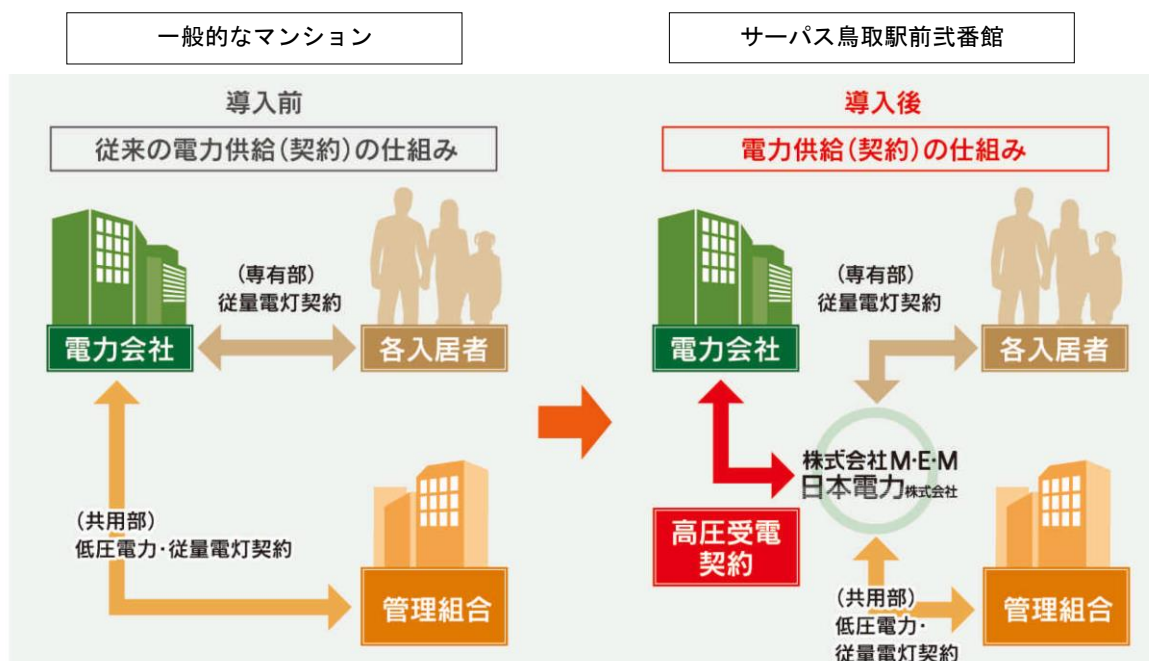 一般的なマンション
サーパス鳥取駅前弐番館
導入前
従来の電力供給(契約)の仕組み
(専有部)
従量電灯契約
電力会社
各入居者
(共用部)
低圧電力・従量電灯契約
管理組合
導入後
電力供給(契約)の仕組み
(専有部)
従量電灯契約
電力会社
各入居者
株式会社M・E・M
日本電力株式会社
高圧受電
契約
(共用部)
低圧電力・
従量電灯契約
管理組合